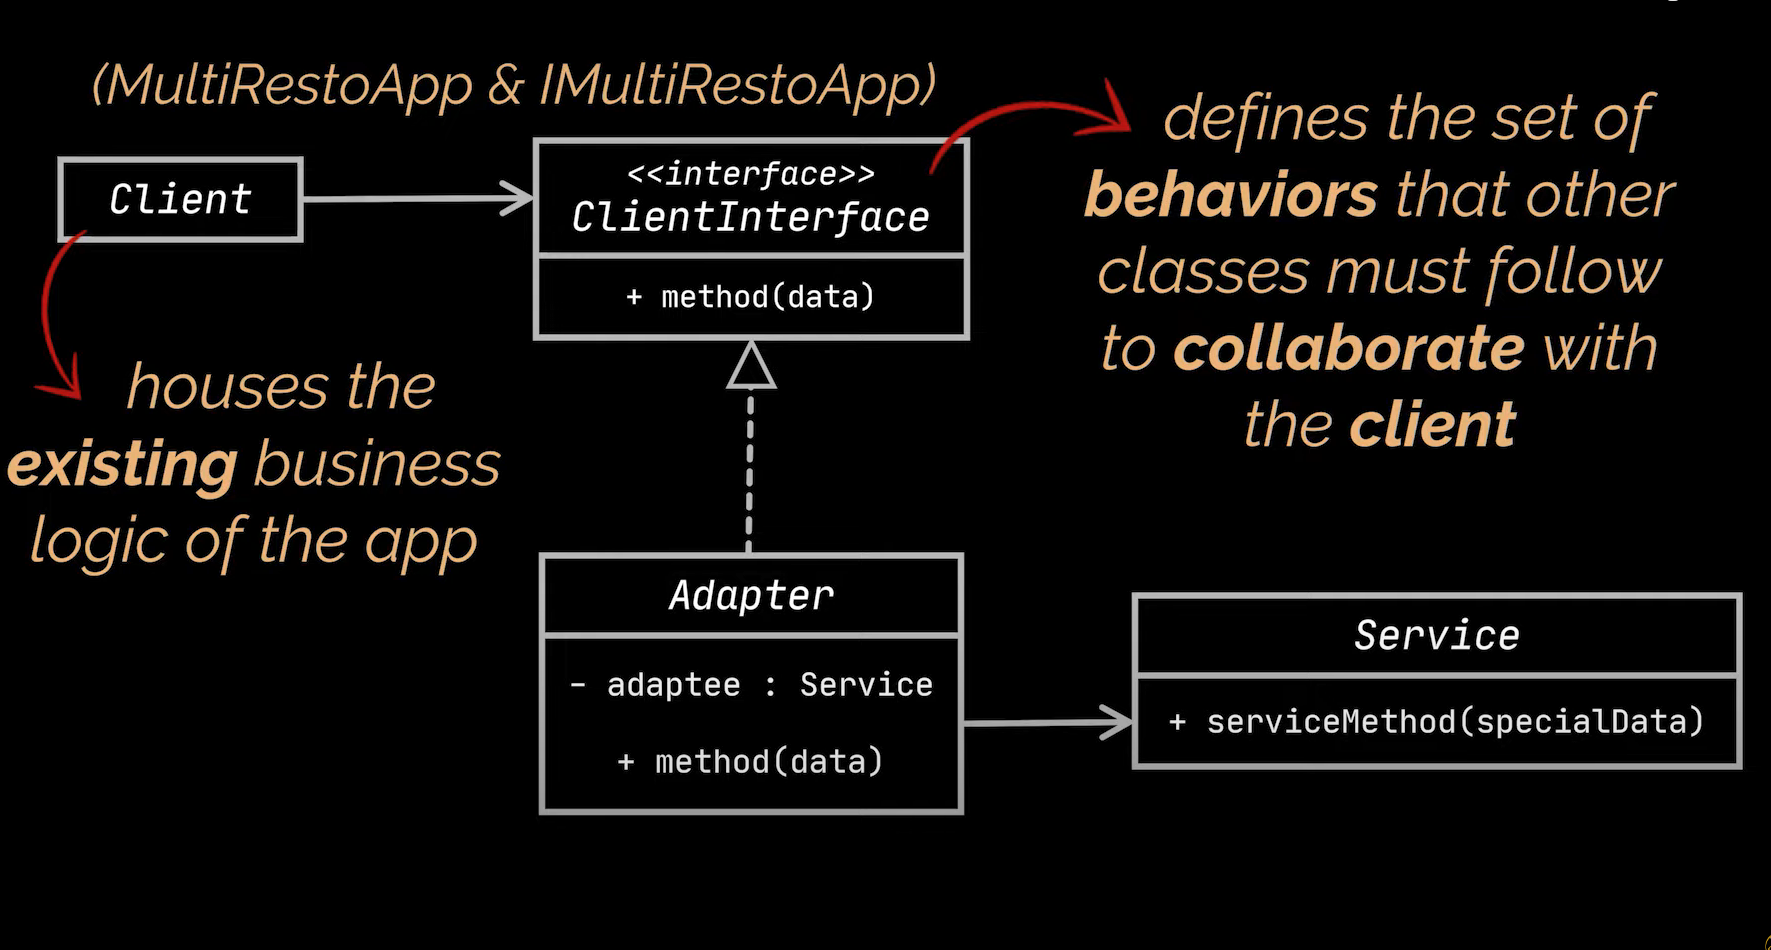 (MultiRestoApp & IMultiRestoApp)
Client
<<interface>>
ClientInterface
+ method(data)
defines the set of
behaviors that other
classes must follow
to collaborate with
the client
houses the
existing business
logic of the app
Adapter
- adaptee : Service
+ method(data)
Service
+ serviceMethod(specialData)